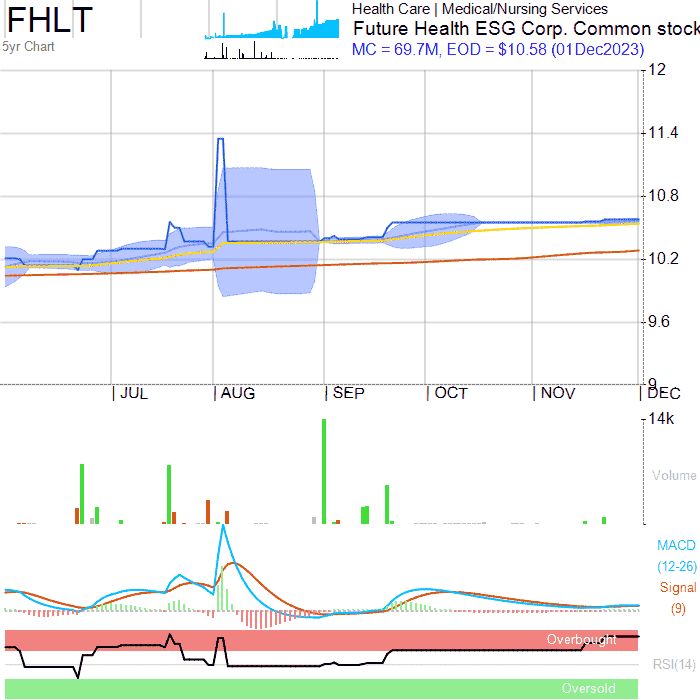 FHLT
5yr Chart
Health Care | Medical/Nursing Services
Future Health ESG Corp. Common stock
MC = 69.7M, EOD = $10.58 (01Dec2023)
12
11.4
10.8
10.2
9.6
9
JUL AUG SEP OCT NOV DEC
14k
Volume
MACD
(12-26)
Signal
(9)
Overbought
RSI(14)
Oversold